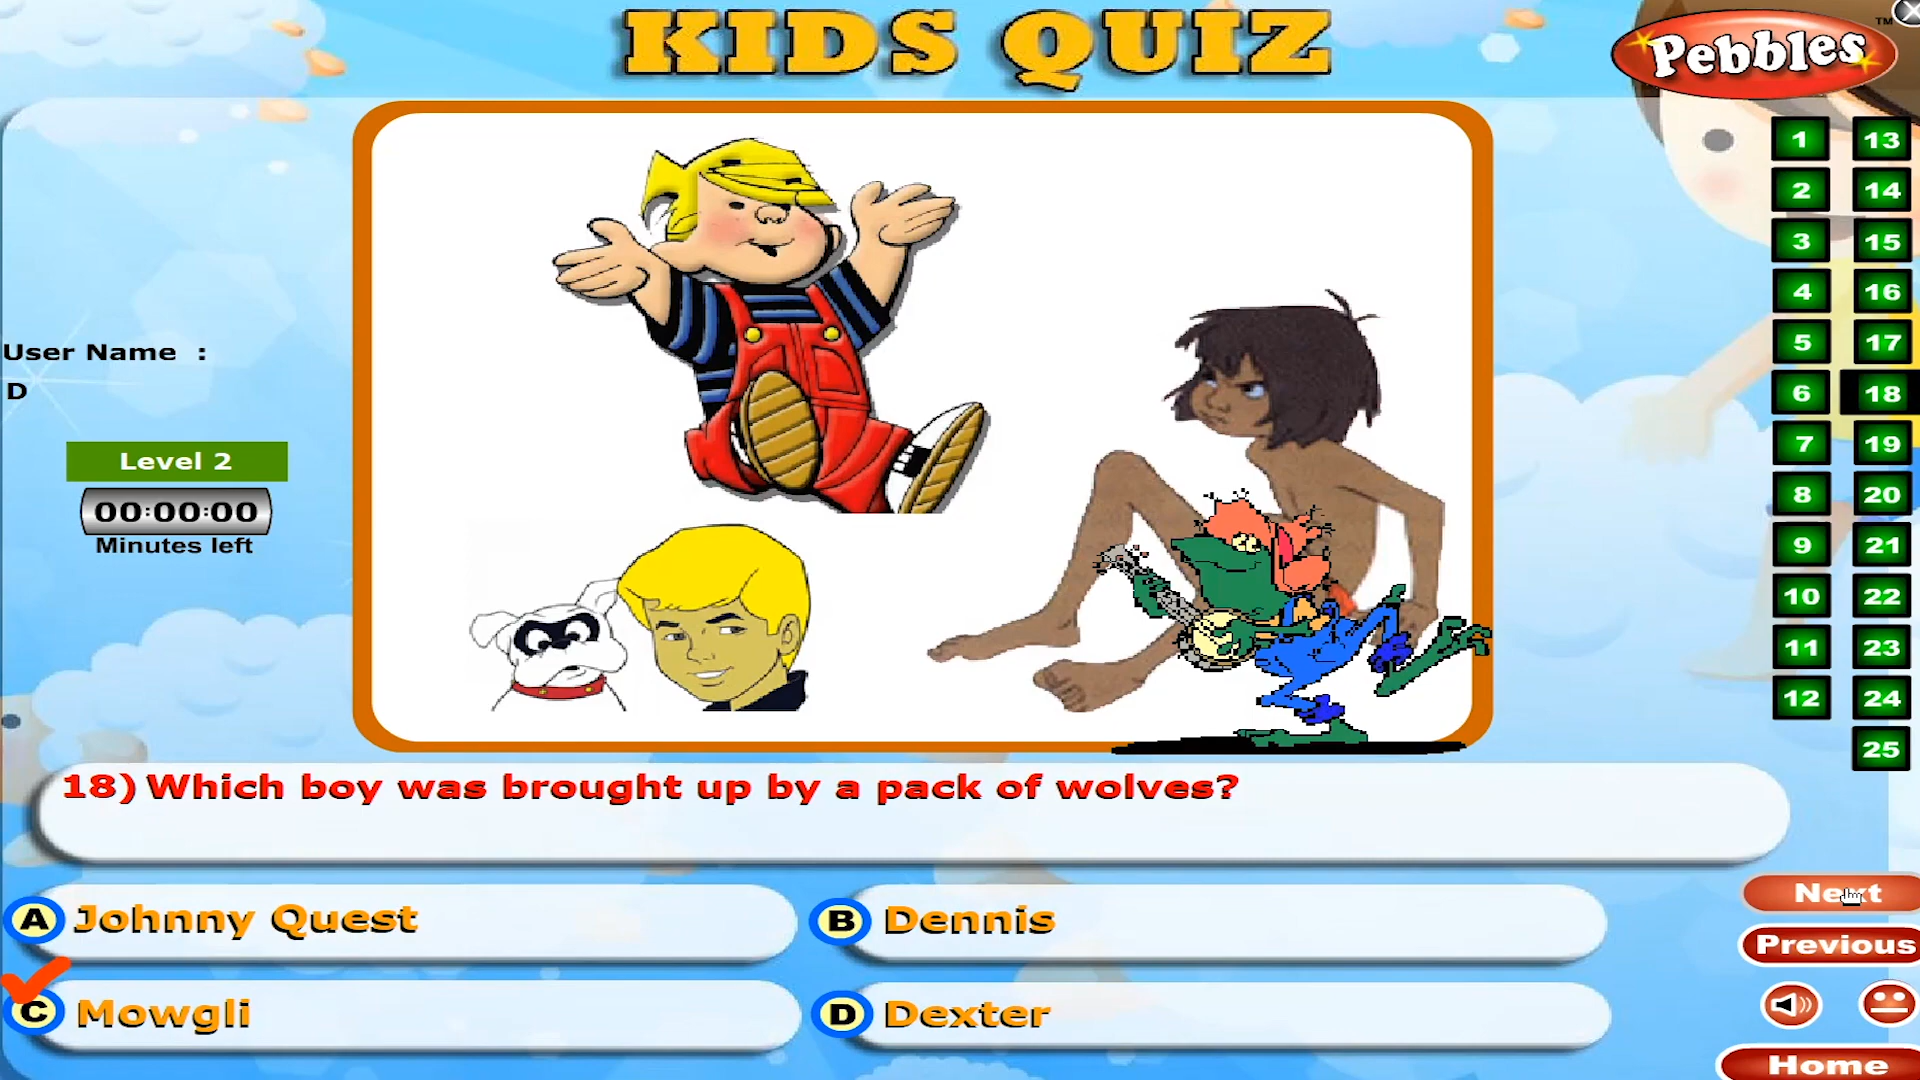 KIDS QUIZ
Pebbles
TM
User Name :
D
Level 2
00:00:00
Minutes left
1 13
2 14
3 15
4 16
5 17
6 18
7 19
8 20
9 21
10 22
11 23
12 24
25
18) Which boy was brought up by a pack of wolves?
A Johnny Quest
B Dennis
C Mowgli
D Dexter
Next
Previous
Home